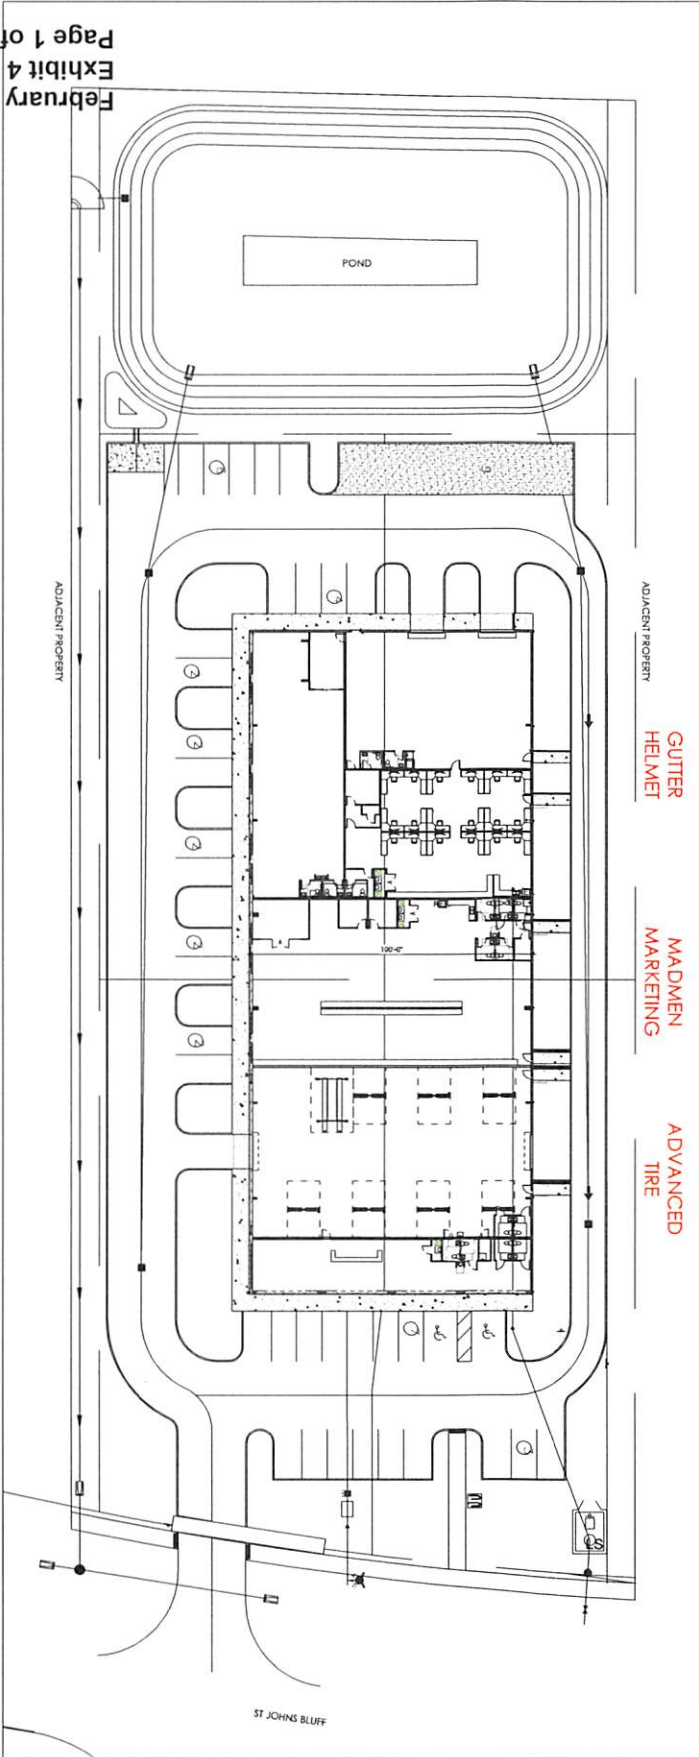 February
Exhibit 4
Page 1 of
POND
ADJACENT PROPERTY
ADJACENT PROPERTY
GUTTER
HELMET
MADMEN
MARKETING
ADVANCED
TIRE
100'-0"
LS
ST JOHNS BLUFF